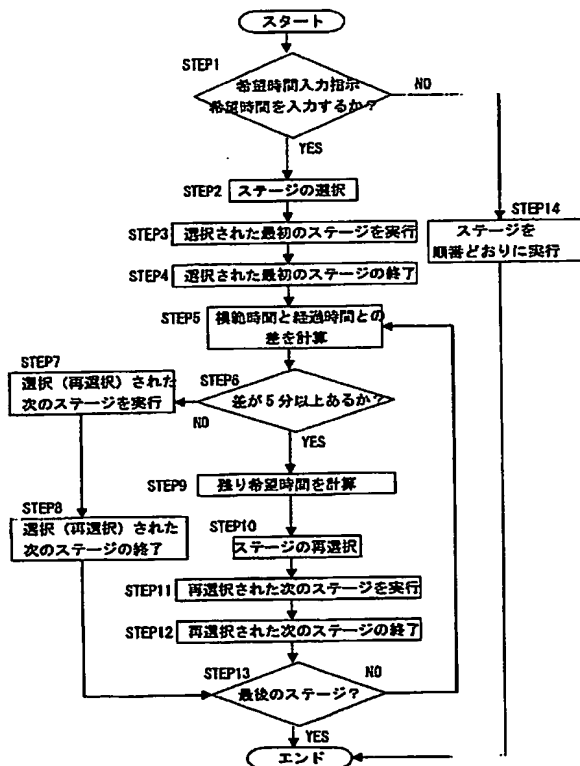 スタート
STEP1
希望時間入力指示
希望時間を入力するか？
NO
YES
STEP2
ステージの選択
STEP14
ステージを
順番どおりに実行
STEP3
選択された最初のステージを実行
STEP4
選択された最初のステージの終了
STEP5
模範時間と経過時間との
差を計算
STEP7
選択（再選択）された
次のステージを実行
STEP6
差が５分以上あるか？
NO
YES
STEP9
残り希望時間を計算
STEP8
選択（再選択）された
次のステージの終了
STEP10
ステージの再選択
STEP11
再選択された次のステージを実行
STEP12
再選択された次のステージの終了
STEP13
最後のステージ？
NO
YES
エンド